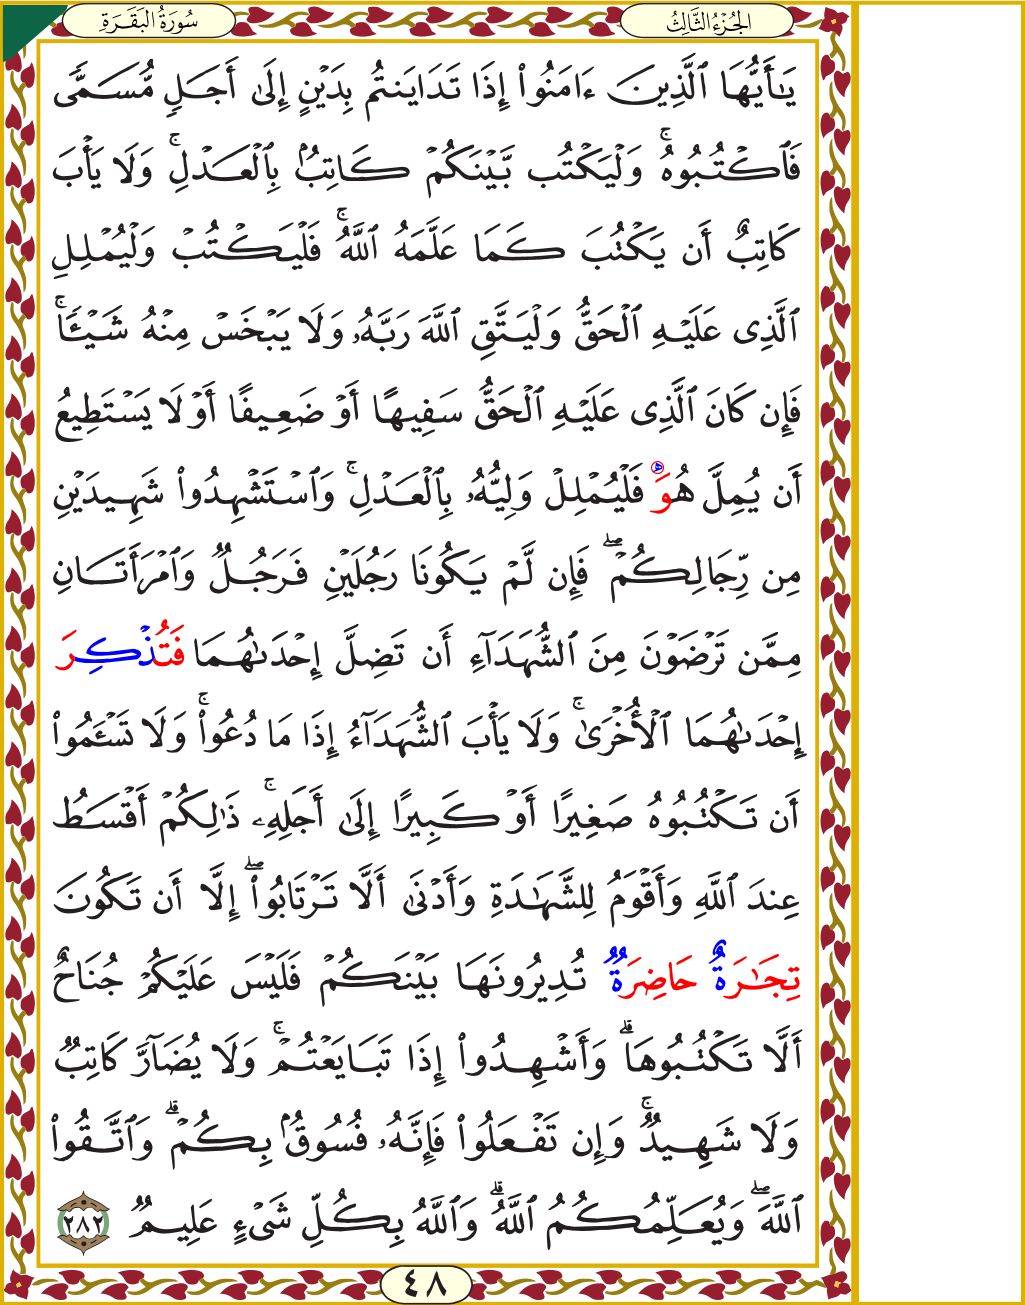 سُورَةُ البَقَرَةِ
الجُزْءُ الثَّالِثُ
يَـٰٓأَيُّهَا ٱلَّذِينَ ءَامَنُوٓا۟ إِذَا تَدَايَنتُم بِدَيْنٍ إِلَىٰٓ أَجَلٍ مُّسَمًّى
فَٱكْتُبُوهُ ۚ وَلْيَكْتُب بَّيْنَكُمْ كَاتِبٌۢ بِٱلْعَدْلِ ۚ وَلَا يَأْبَ
كَاتِبٌ أَن يَكْتُبَ كَمَا عَلَّمَهُ ٱللَّهُ ۚ فَلْيَكْتُبْ وَلْيُمْلِلِ
ٱلَّذِى عَلَيْهِ ٱلْحَقُّ وَلْيَتَّقِ ٱللَّهَ رَبَّهُۥ وَلَا يَبْخَسْ مِنْهُ شَيْـًٔا ۚ
فَإِن كَانَ ٱلَّذِى عَلَيْهِ ٱلْحَقُّ سَفِيهًا أَوْ ضَعِيفًا أَوْ لَا يَسْتَطِيعُ
أَن يُمِلَّ هُوَ فَلْيُمْلِلْ وَلِيُّهُۥ بِٱلْعَدْلِ ۚ وَٱسْتَشْهِدُوا۟ شَهِيدَيْنِ
مِن رِّجَالِكُمْ ۖ فَإِن لَّمْ يَكُونَا رَجُلَيْنِ فَرَجُلٌ وَٱمْرَأَتَانِ
مِمَّن تَرْضَوْنَ مِنَ ٱلشُّهَدَآءِ أَن تَضِلَّ إِحْدَىٰهُمَا فَتُذْكِرَ
إِحْدَىٰهُمَا ٱلْأُخْرَىٰ ۚ وَلَا يَأْبَ ٱلشُّهَدَآءُ إِذَا مَا دُعُوا۟ ۚ وَلَا تَسْـَٔمُوٓا۟
أَن تَكْتُبُوهُ صَغِيرًا أَوْ كَبِيرًا إِلَىٰٓ أَجَلِهِۦ ۚ ذَٰلِكُمْ أَقْسَطُ
عِندَ ٱللَّهِ وَأَقْوَمُ لِلشَّهَـٰدَةِ وَأَدْنَىٰٓ أَلَّا تَرْتَابُوٓا۟ ۖ إِلَّآ أَن تَكُونَ
تِجَـٰرَةٌ حَاضِرَةٌ تُدِيرُونَهَا بَيْنَكُمْ فَلَيْسَ عَلَيْكُمْ جُنَاحٌ
أَلَّا تَكْتُبُوهَا ۗ وَأَشْهِدُوٓا۟ إِذَا تَبَايَعْتُمْ ۚ وَلَا يُضَآرَّ كَاتِبٌ
وَلَا شَهِيدٌ ۚ وَإِن تَفْعَلُوا۟ فَإِنَّهُۥ فُسُوقٌۢ بِكُمْ ۗ وَٱتَّقُوا۟
ٱللَّهَ ۖ وَيُعَلِّمُكُمُ ٱللَّهُ ۗ وَٱللَّهُ بِكُلِّ شَىْءٍ عَلِيمٌ ٢٨٢
٤٨